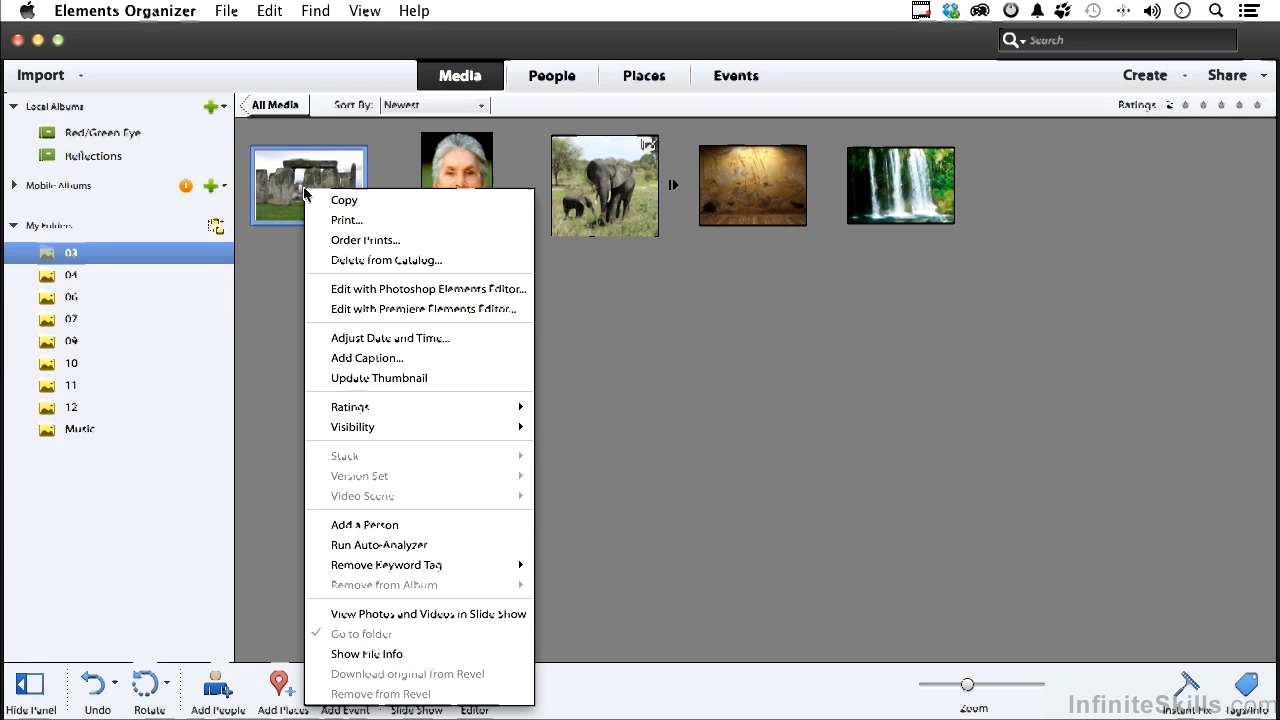 Elements Organizer File Edit Find View Help
Search
Import Media People Places Events Create Share
Local Albums All Media Sort By: Newest Ratings
Red/Green Eye
Reflections
Mobile Albums
My Folders
03
04
06
07
09
10
11
12
Music
Copy
Print...
Order Prints...
Delete from Catalog...
Edit with Photoshop Elements Editor...
Edit with Premiere Elements Editor...
Adjust Date and Time...
Add Caption...
Update Thumbnail
Ratings
Visibility
Stack
Version Set
Video Scene
Add a Person
Run Auto-Analyzer
Remove Keyword Tag
Remove from Album
View Photos and Videos in Slide Show
Go to folder
Show File Info
Download original from Revel
Remove from Revel
Hide Panel Undo Rotate Add People Add Places Add Event Slide Show Editor Zoom Instant Fix Tags/Info
InfiniteSkills.com